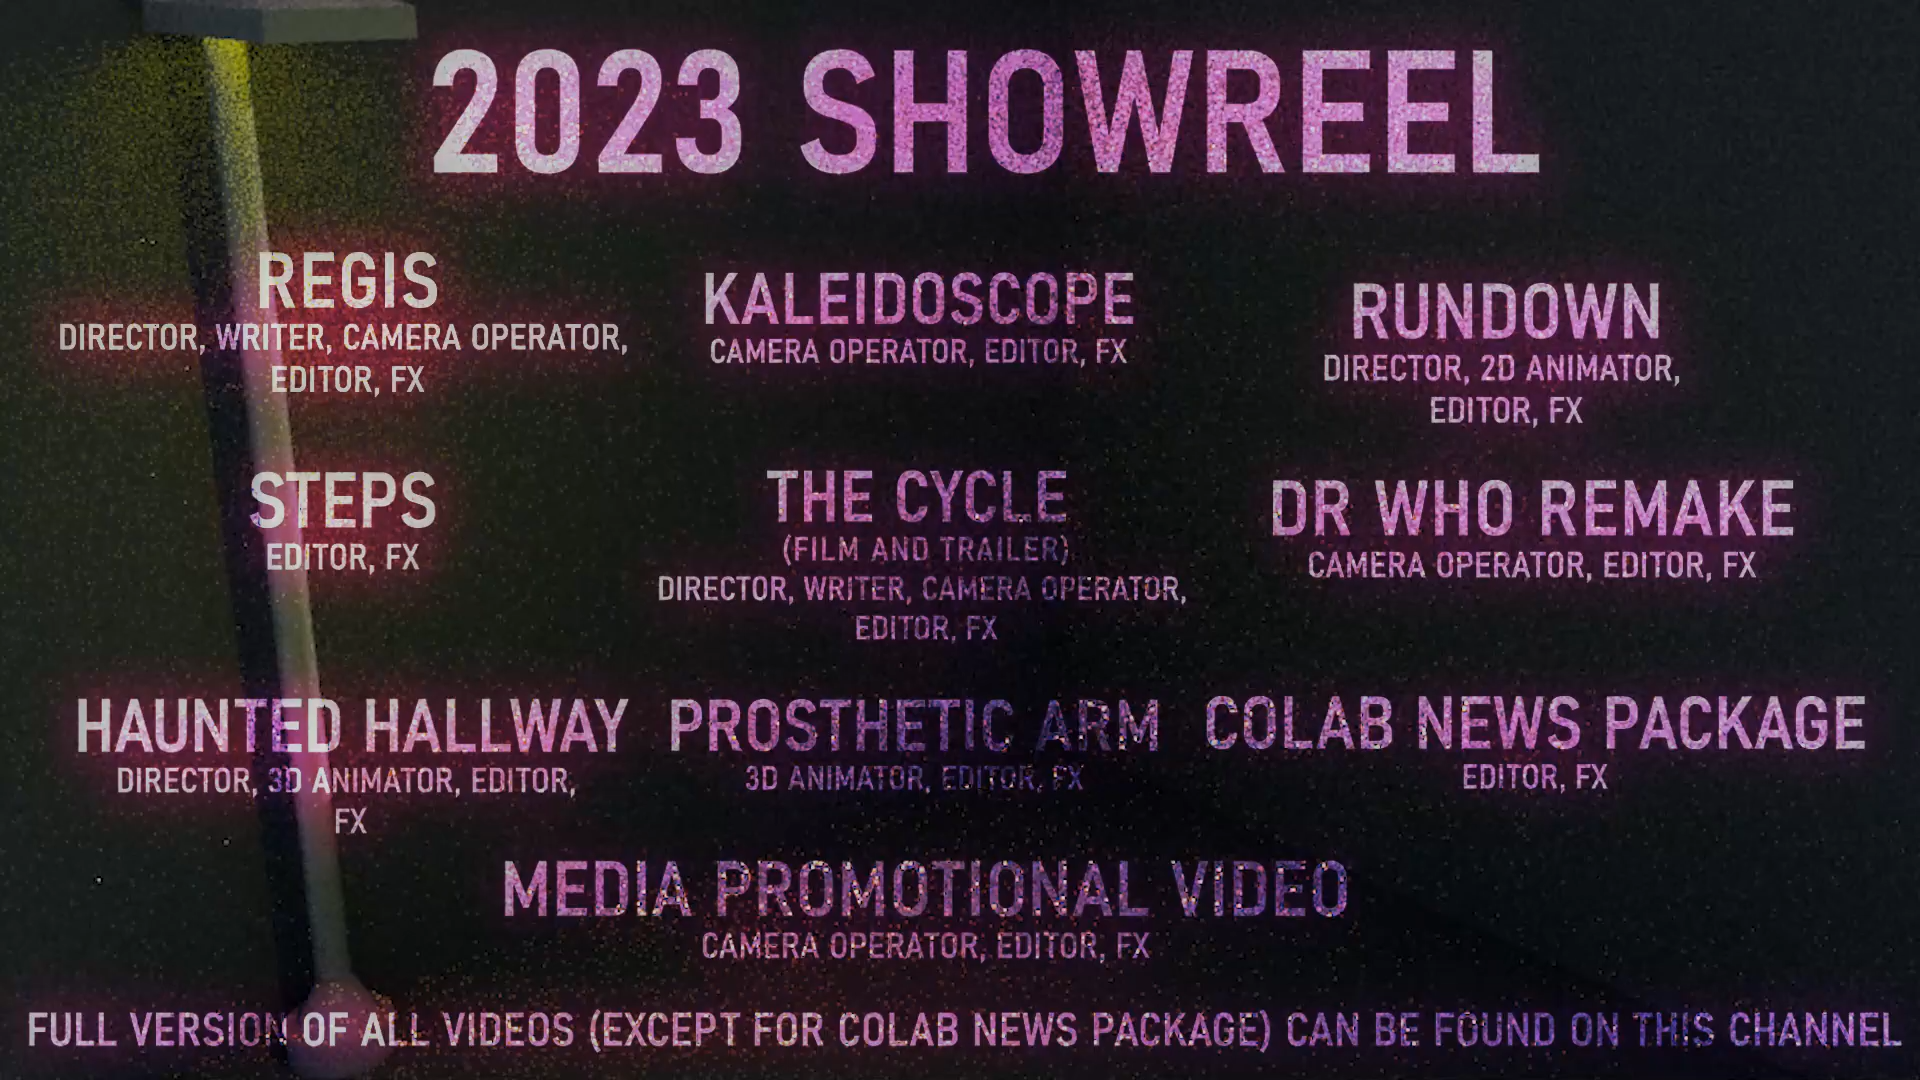 2023 SHOWREEL
REGIS
DIRECTOR, WRITER, CAMERA OPERATOR,
EDITOR, FX
KALEIDOSCOPE
CAMERA OPERATOR, EDITOR, FX
RUNDOWN
DIRECTOR, 2D ANIMATOR,
EDITOR, FX
STEPS
EDITOR, FX
THE CYCLE
(FILM AND TRAILER)
DIRECTOR, WRITER, CAMERA OPERATOR,
EDITOR, FX
DR WHO REMAKE
CAMERA OPERATOR, EDITOR, FX
HAUNTED HALLWAY
DIRECTOR, 3D ANIMATOR, EDITOR,
FX
PROSTHETIC ARM
3D ANIMATOR, EDITOR, FX
COLAB NEWS PACKAGE
EDITOR, FX
MEDIA PROMOTIONAL VIDEO
CAMERA OPERATOR, EDITOR, FX
FULL VERSION OF ALL VIDEOS (EXCEPT FOR COLAB NEWS PACKAGE) CAN BE FOUND ON THIS CHANNEL